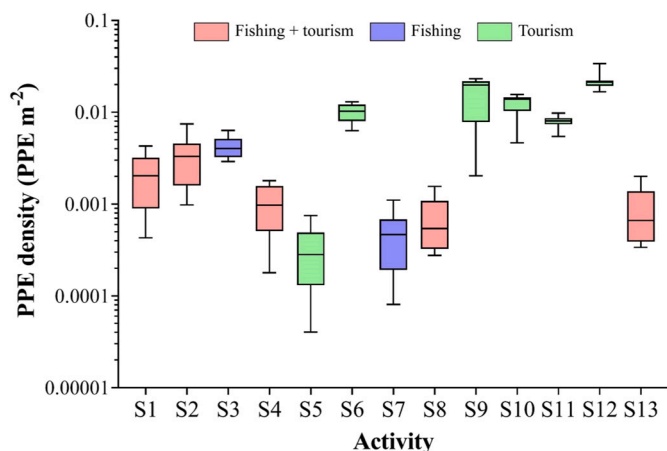 Fishing + tourism Fishing Tourism
PPE density (PPE m⁻²)
0.1
0.01
0.001
0.0001
0.00001
S1 S2 S3 S4 S5 S6 S7 S8 S9 S10 S11 S12 S13
Activity